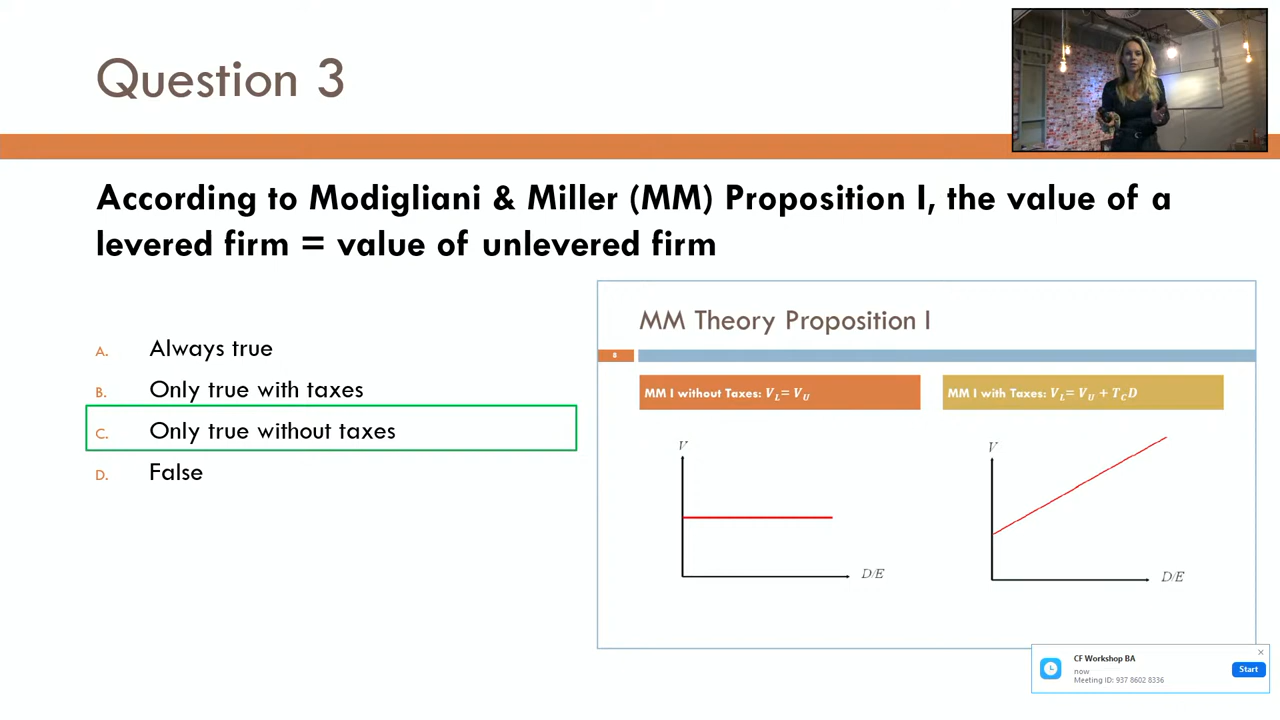 Question 3
According to Modigliani & Miller (MM) Proposition I, the value of a
levered firm = value of unlevered firm
A. Always true
B. Only true with taxes
C. Only true without taxes
D. False
MM Theory Proposition I
8
MM I without Taxes: V_L= V_U
MM I with Taxes: V_L= V_U + T_CD
V
D/E
V
D/E
CF Workshop BA
now
Meeting ID: 937 8602 8336
Start